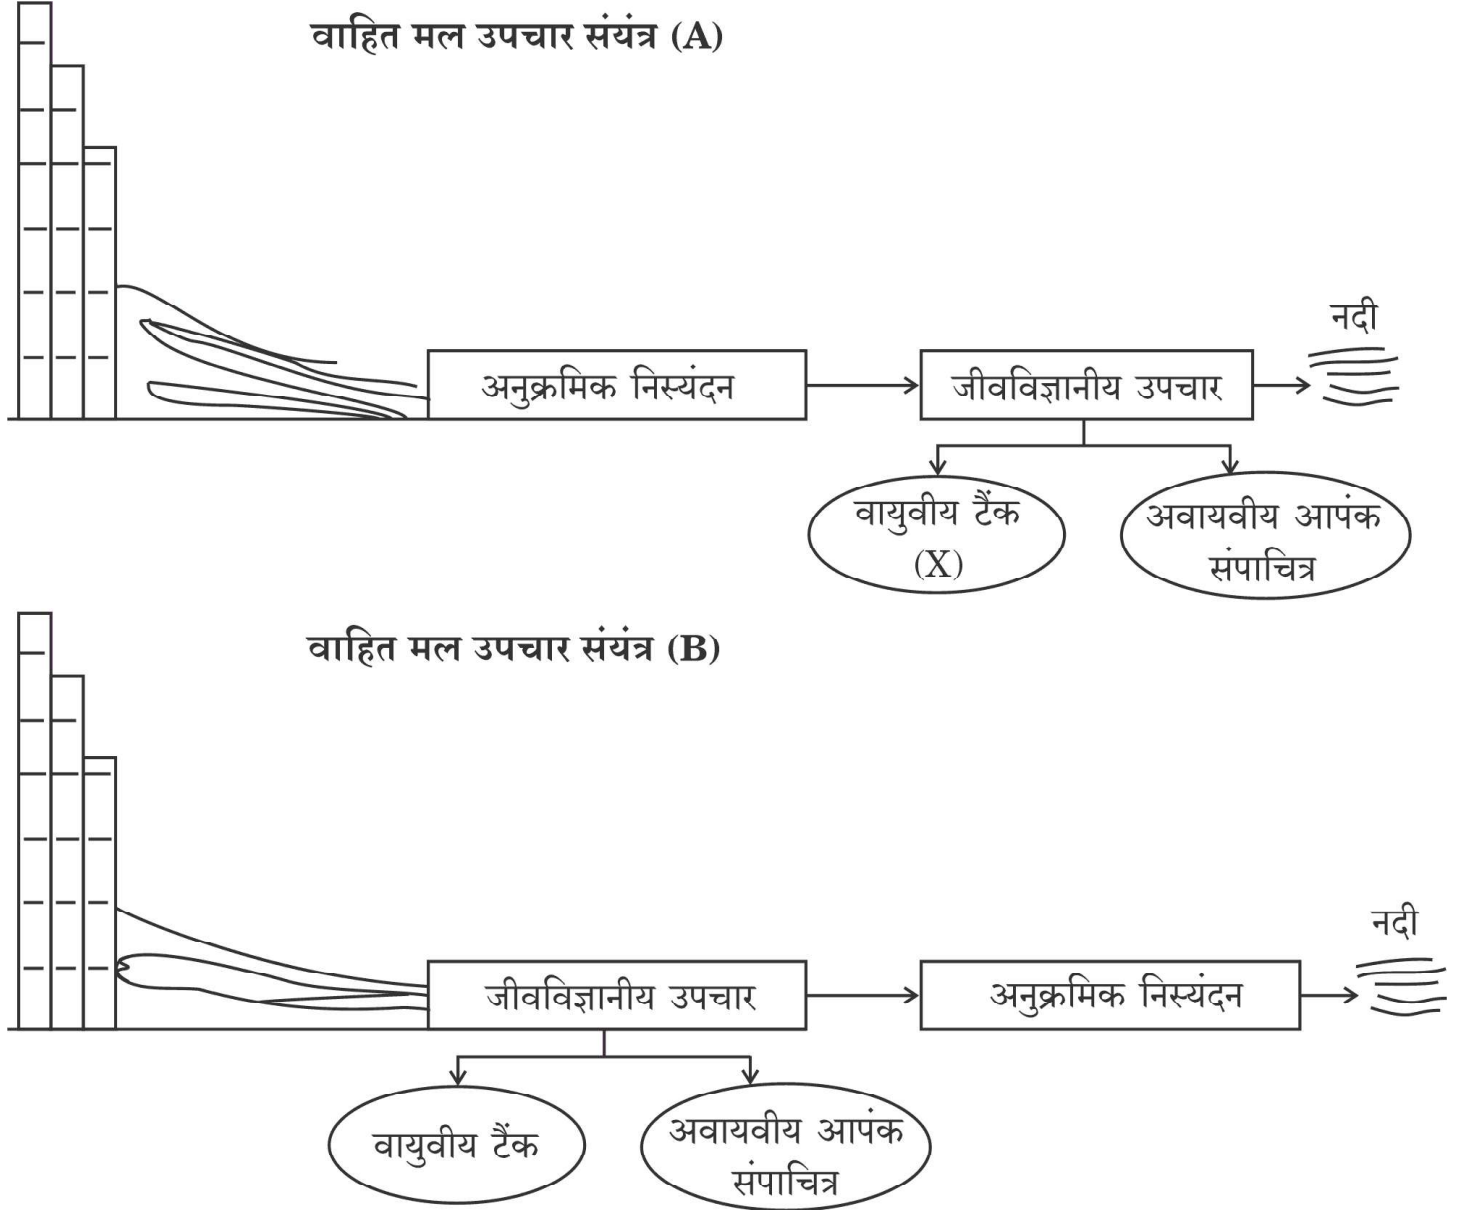 वाहित मल उपचार संयंत्र (A)
नदी
अनुक्रमिक निस्यंदन
जीवविज्ञानीय उपचार
वायुवीय टैंक
(X)
अवायवीय आपंक
संपाचित्र
वाहित मल उपचार संयंत्र (B)
नदी
जीवविज्ञानीय उपचार
अनुक्रमिक निस्यंदन
वायुवीय टैंक
अवायवीय आपंक
संपाचित्र